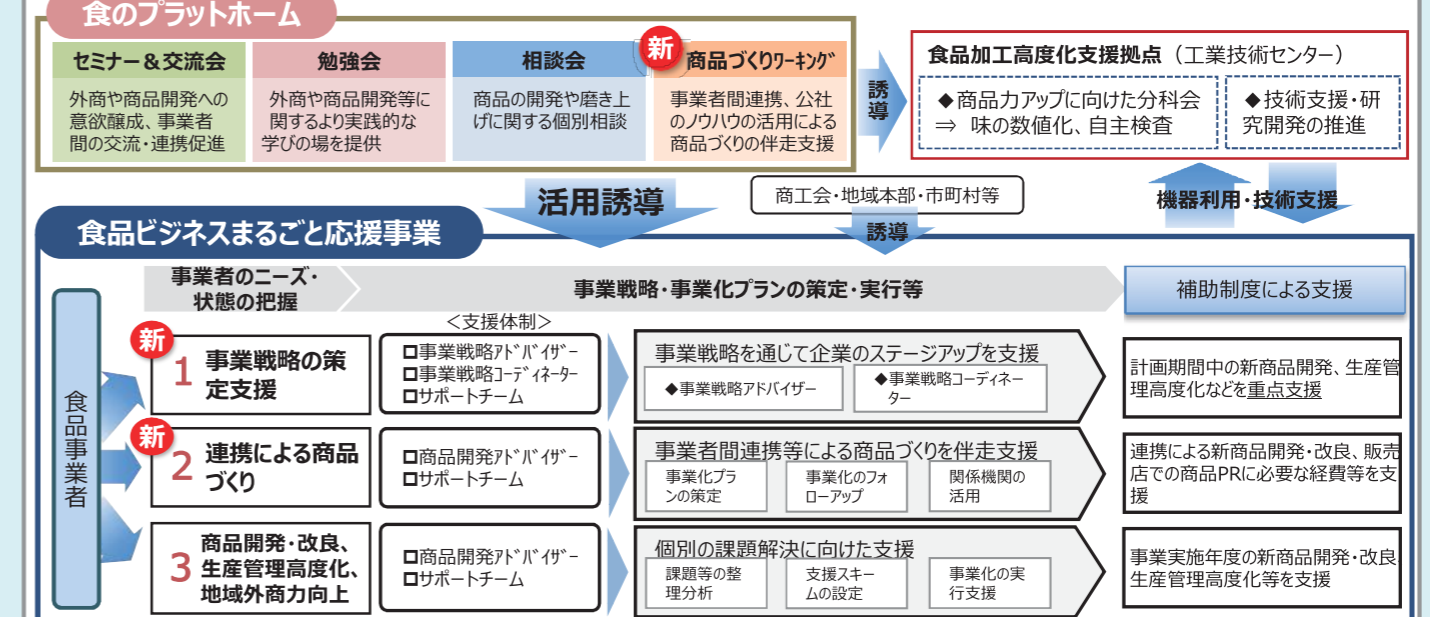 食のプラットホーム
セミナー＆交流会
外商や商品開発への
意欲醸成、事業者
間の交流・連携促進
勉強会
外商や商品開発等に
関するより実践的な
学びの場を提供
相談会
商品の開発や磨き上
げに関する個別相談
新
商品づくりﾜｰｷﾝｸﾞ
事業者間連携、公社
のノウハウの活用による
商品づくりの伴走支援
誘導
食品加工高度化支援拠点（工業技術センター）
◆商品力アップに向けた分科会
⇒ 味の数値化、自主検査
◆技術支援・研
究開発の推進
活用誘導
商工会・地域本部・市町村等
誘導
機器利用・技術支援
食品ビジネスまるごと応援事業
事業者のニーズ・
状態の把握
事業戦略・事業化プランの策定・実行等
補助制度による支援
＜支援体制＞
食品事業者
新
1 事業戦略の策
定支援
□事業戦略ｱﾄﾞﾊﾞｲｻﾞｰ
□事業戦略ｺｰﾃﾞｨﾈｰﾀｰ
□サポートチーム
事業戦略を通じて企業のステージアップを支援
◆事業戦略アドバイザー
◆事業戦略コーディネー
ター
計画期間中の新商品開発、生産管
理高度化などを重点支援
新
2 連携による商品
づくり
□商品開発ｱﾄﾞﾊﾞｲｻﾞｰ
□サポートチーム
事業者間連携等による商品づくりを伴走支援
事業化プラ
ンの策定
事業化のフォ
ローアップ
関係機関の
活用
連携による新商品開発・改良、販売
店での商品PRに必要な経費等を支
援
3 商品開発・改良、
生産管理高度化、
地域外商力向上
□商品開発ｱﾄﾞﾊﾞｲｻﾞｰ
□サポートチーム
個別の課題解決に向けた支援
課題等の整
理分析
支援スキー
ムの設定
事業化の実
行支援
事業実施年度の新商品開発・改良
生産管理高度化等を支援